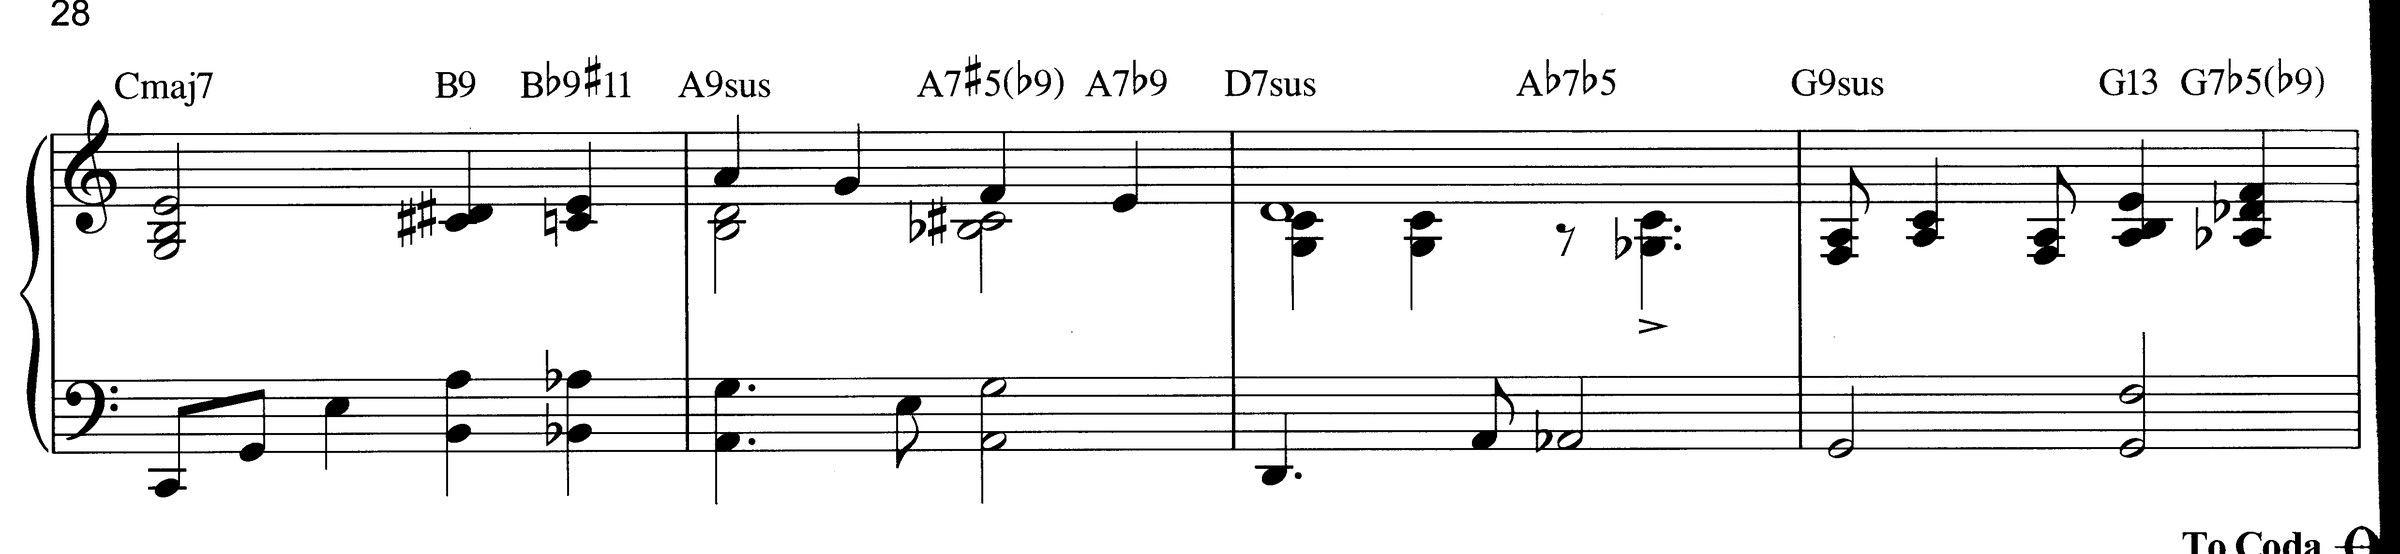 28
Cmaj7 B9 B♭9♯11 A9sus A7♯5(♭9) A7♭9 D7sus A♭7♭5 G9sus G13 G7♭5(♭9)
To Coda